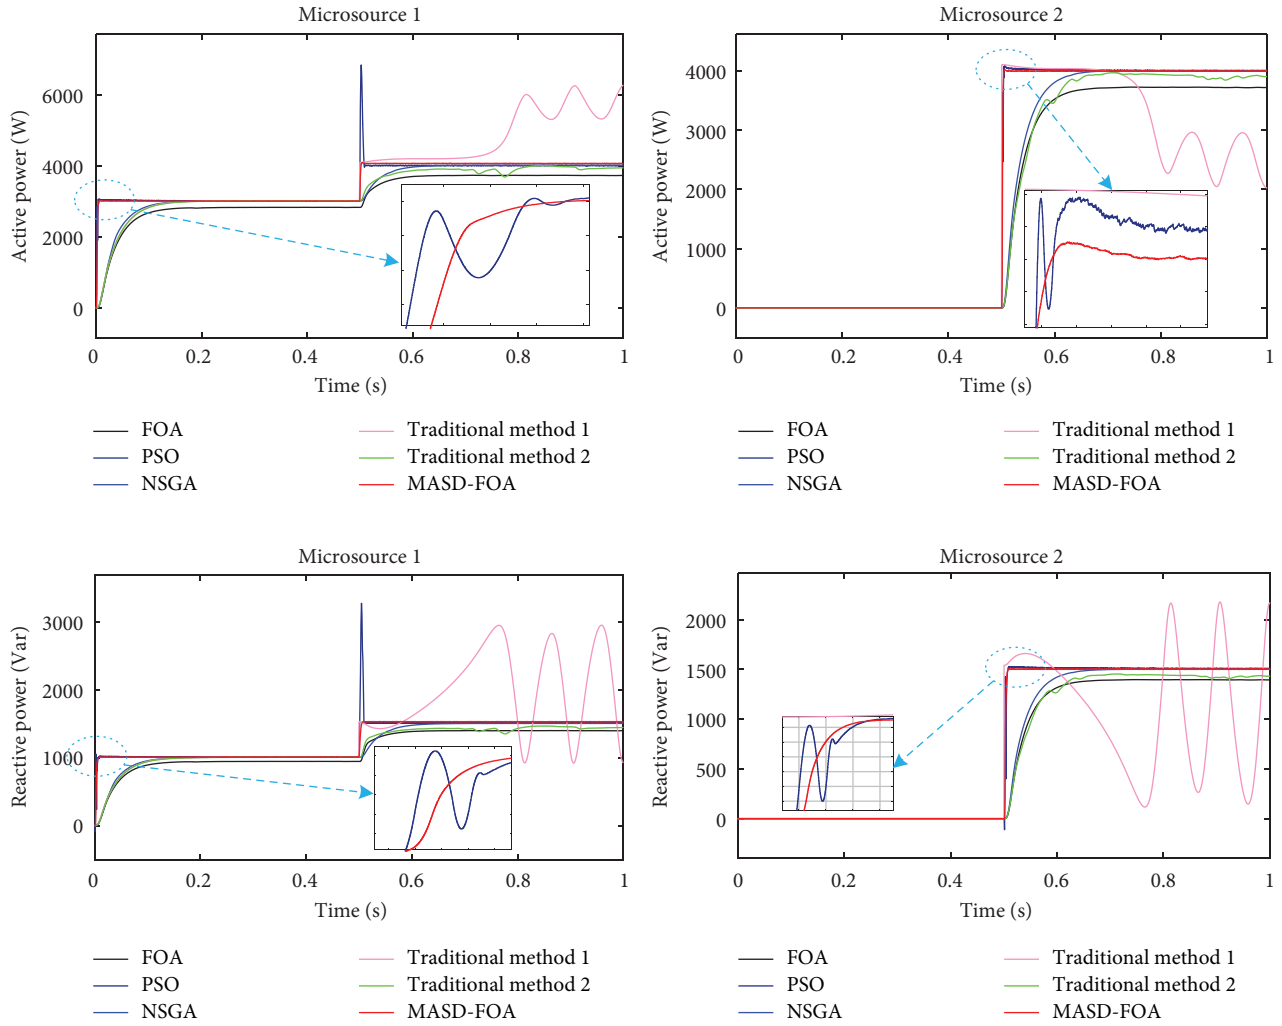 Microsource 1
Active power (W)
6000
4000
2000
0
0 0.2 0.4 0.6 0.8 1
Time (s)
FOA
PSO
NSGA
Traditional method 1
Traditional method 2
MASD-FOA
Microsource 2
Active power (W)
4000
3000
2000
1000
0
0 0.2 0.4 0.6 0.8 1
Time (s)
FOA
PSO
NSGA
Traditional method 1
Traditional method 2
MASD-FOA
Microsource 1
Reactive power (Var)
3000
2000
1000
0
0 0.2 0.4 0.6 0.8 1
Time (s)
FOA
PSO
NSGA
Traditional method 1
Traditional method 2
MASD-FOA
Microsource 2
Reactive power (Var)
2000
1500
1000
500
0
0 0.2 0.4 0.6 0.8 1
Time (s)
FOA
PSO
NSGA
Traditional method 1
Traditional method 2
MASD-FOA